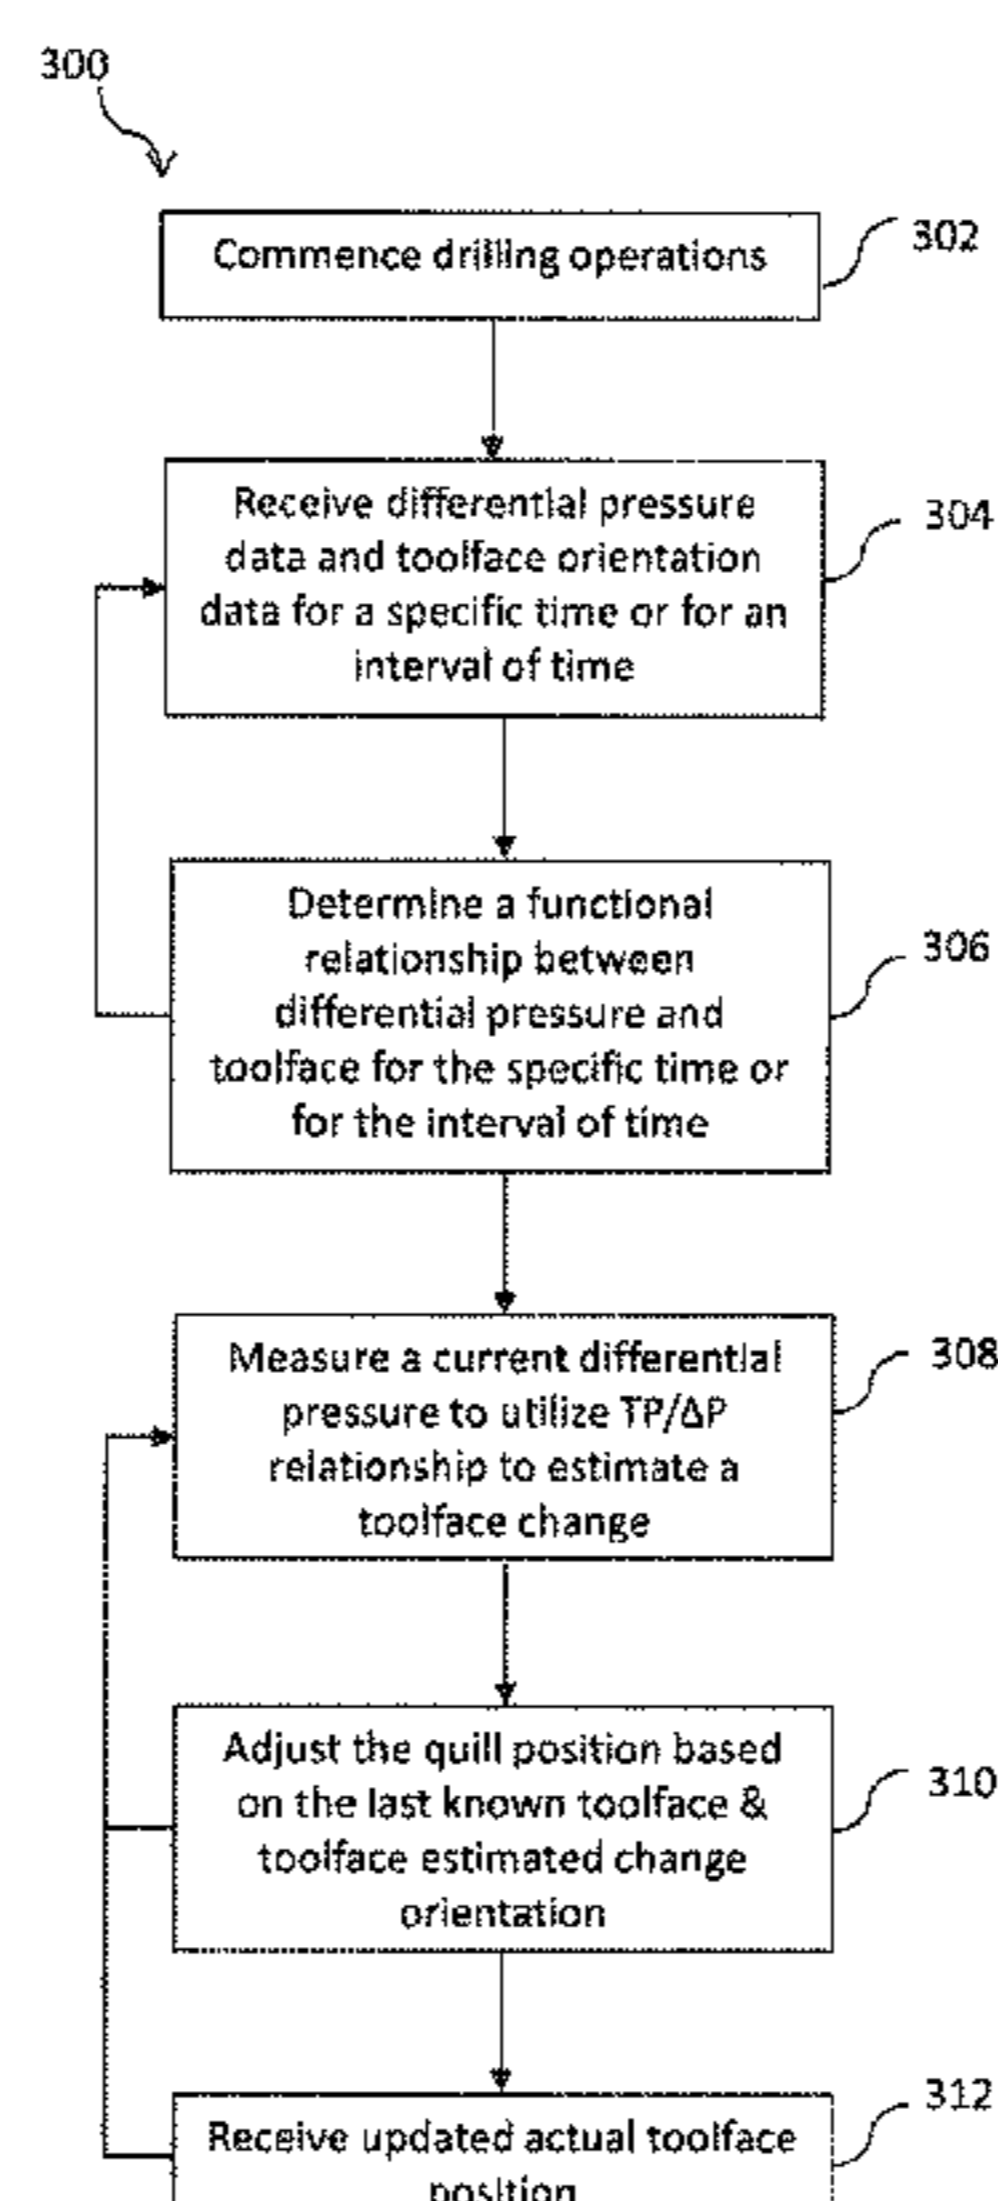 300
Commence drilling operations
302
Receive differential pressure
data and toolface orientation
data for a specific time or for an
interval of time
304
Determine a functional
relationship between
differential pressure and
toolface for the specific time or
for the interval of time
306
Measure a current differential
pressure to utilize TP/ΔP
relationship to estimate a
toolface change
308
Adjust the quill position based
on the last known toolface &
toolface estimated change
orientation
310
Receive updated actual toolface
position
312